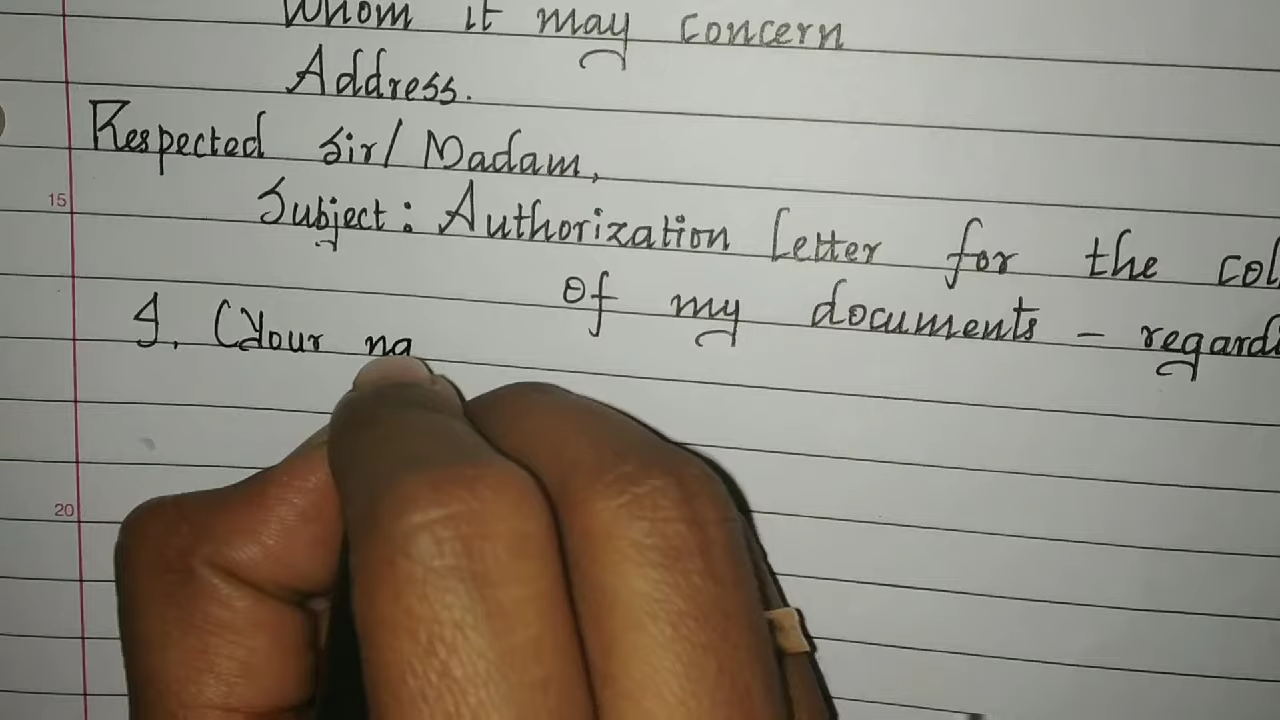 Whom it may concern
Address.
Respected Sir/ Madam,
15
Subject: Authorization letter for the col
of my documents - regard
I, (Your na
20